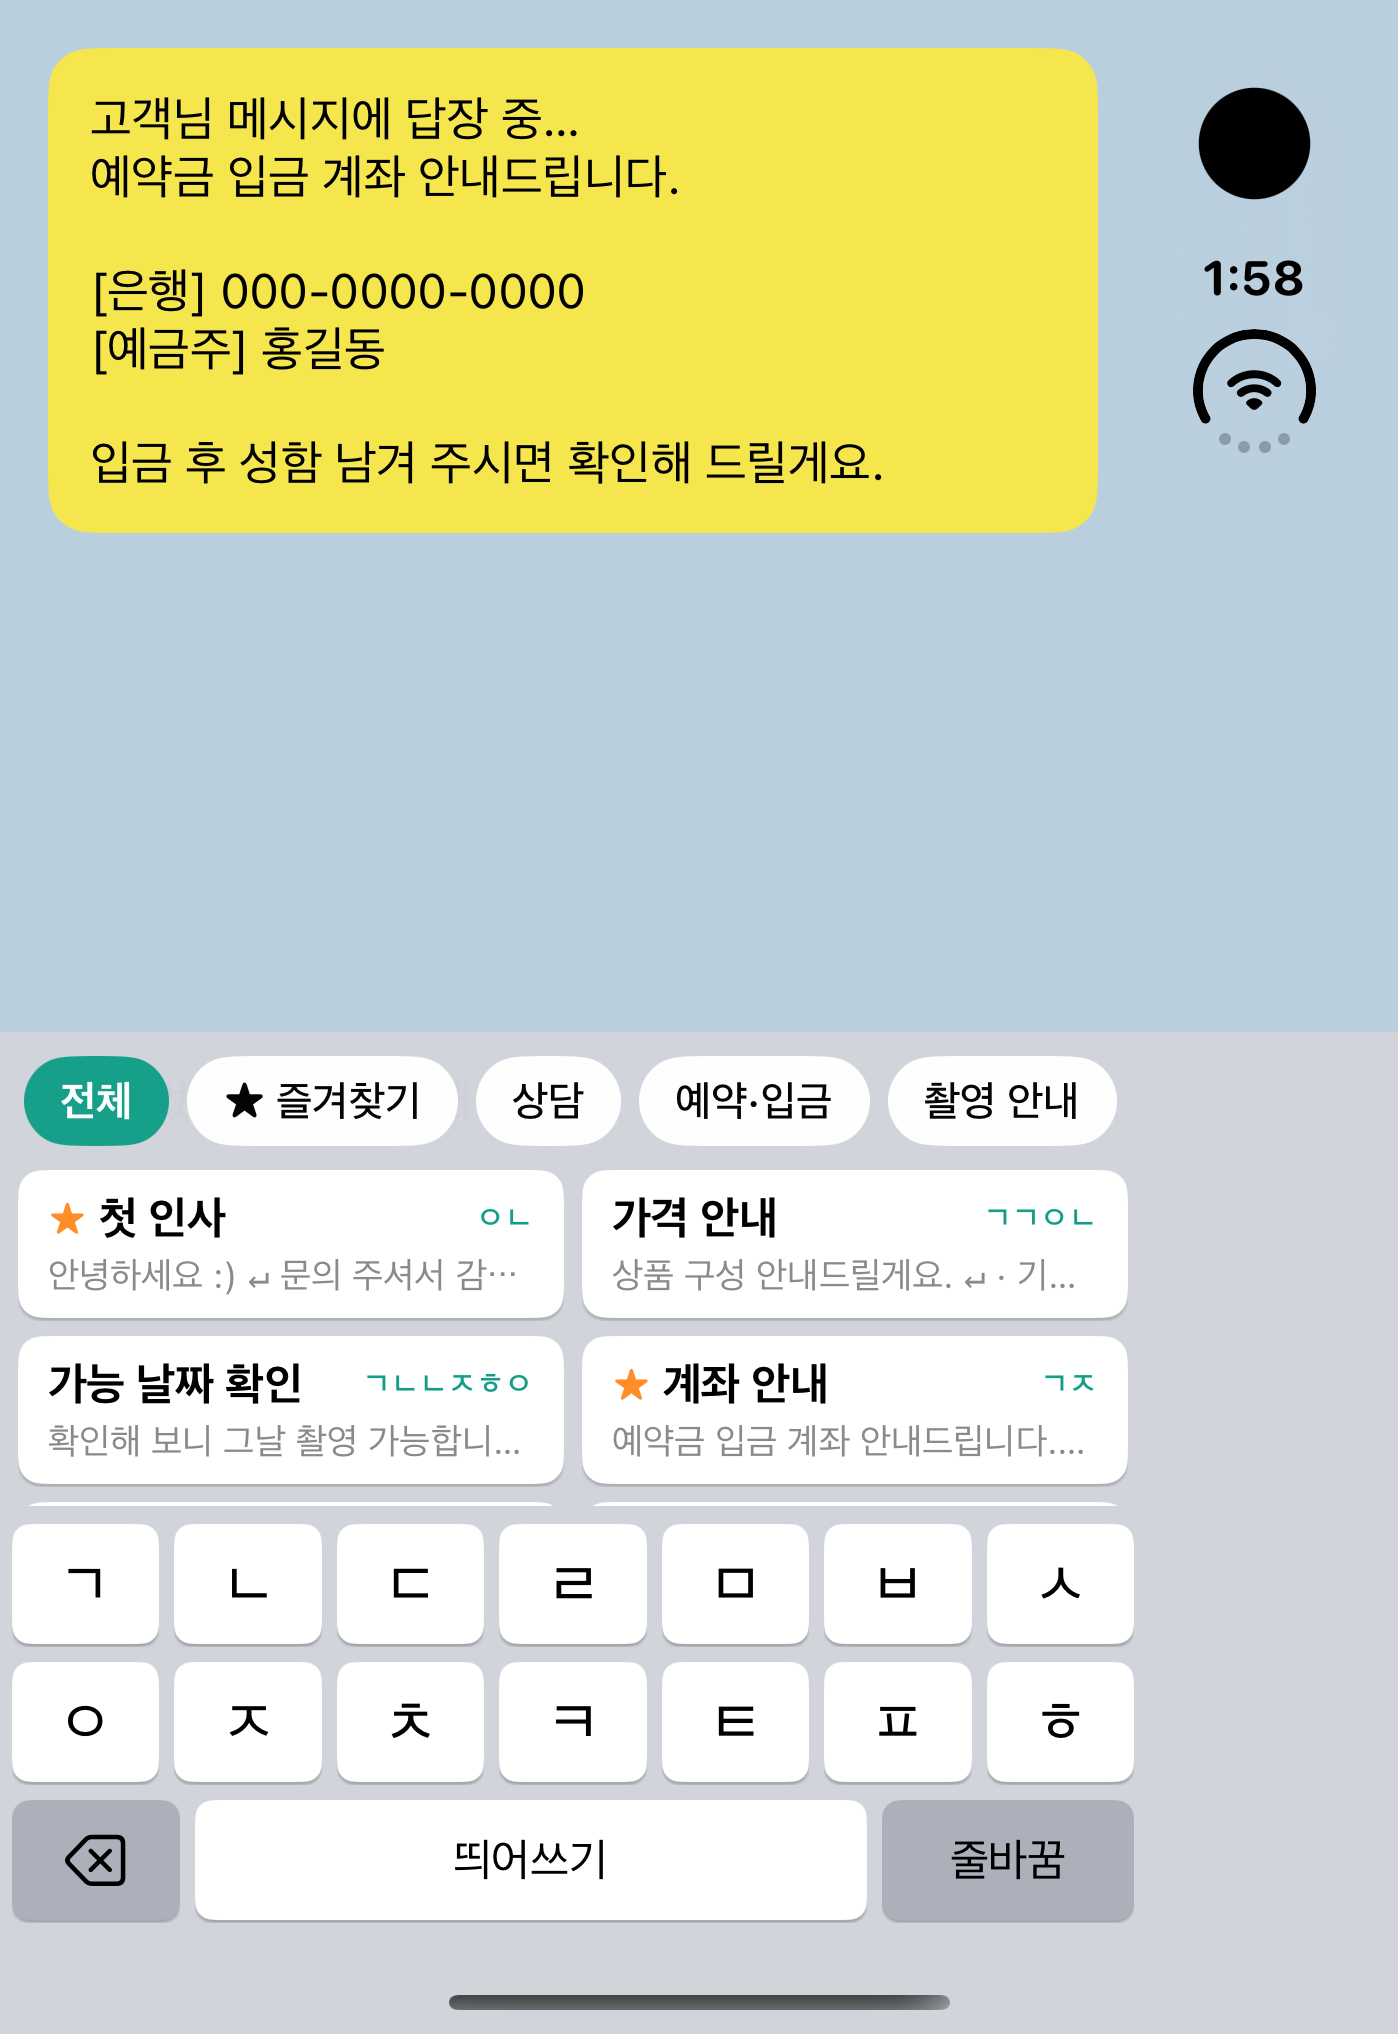 고객님 메시지에 답장 중...
예약금 입금 계좌 안내드립니다.
[은행] 000-0000-0000
[예금주] 홍길동
입금 후 성함 남겨 주시면 확인해 드릴게요.
1:58
전체 ★ 즐겨찾기 상담 예약·입금 촬영 안내
★ 첫 인사 ㅇㄴ
안녕하세요 :) ↵ 문의 주셔서 감…
가격 안내 ㄱㄱㅇㄴ
상품 구성 안내드릴게요. ↵ · 기...
가능 날짜 확인 ㄱㄴㄴㅈㅎㅇ
확인해 보니 그날 촬영 가능합니...
★ 계좌 안내 ㄱㅈ
예약금 입금 계좌 안내드립니다....
ㄱ ㄴ ㄷ ㄹ ㅁ ㅂ ㅅ
ㅇ ㅈ ㅊ ㅋ ㅌ ㅍ ㅎ
띄어쓰기 줄바꿈